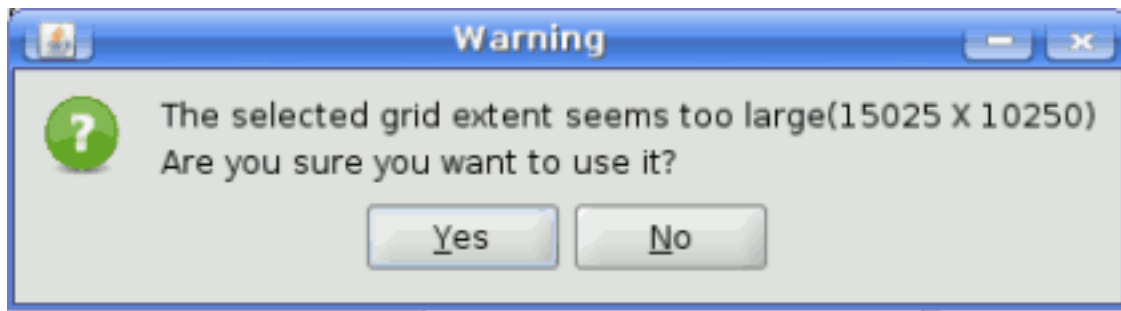 Warning
The selected grid extent seems too large(15025 X 10250)
Are you sure you want to use it?
Yes No